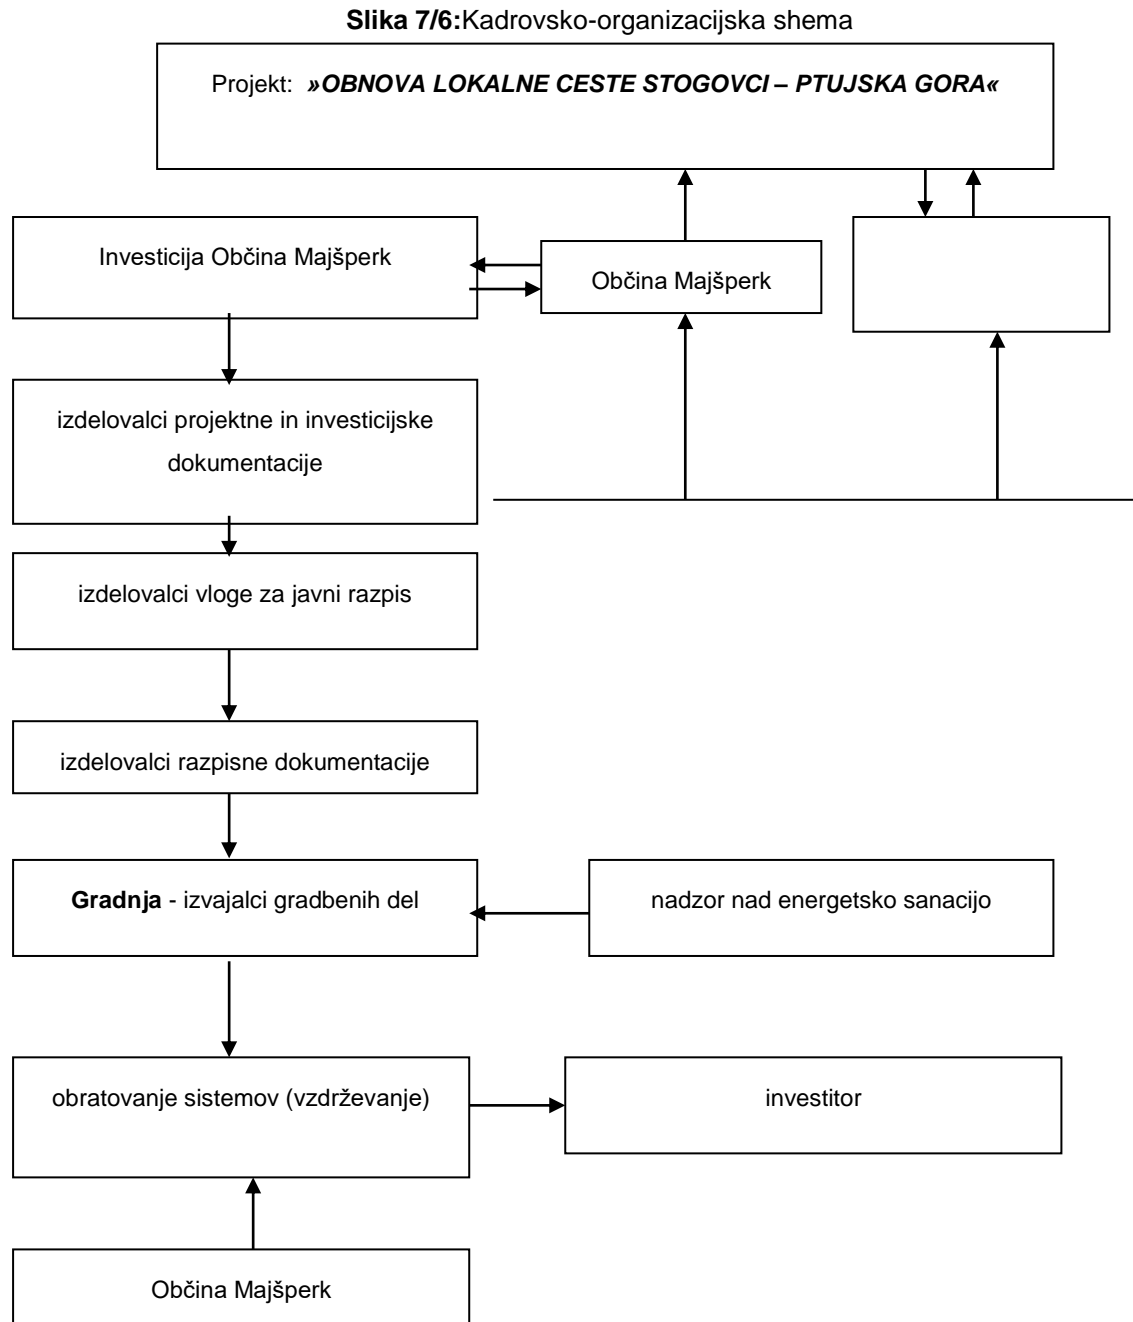 Slika 7/6:Kadrovsko-organizacijska shema
Projekt: »OBNOVA LOKALNE CESTE STOGOVCI – PTUJSKA GORA«
Investicija Občina Majšperk
Občina Majšperk
izdelovalci projektne in investicijske
dokumentacije
izdelovalci vloge za javni razpis
izdelovalci razpisne dokumentacije
Gradnja - izvajalci gradbenih del
nadzor nad energetsko sanacijo
obratovanje sistemov (vzdrževanje)
investitor
Občina Majšperk